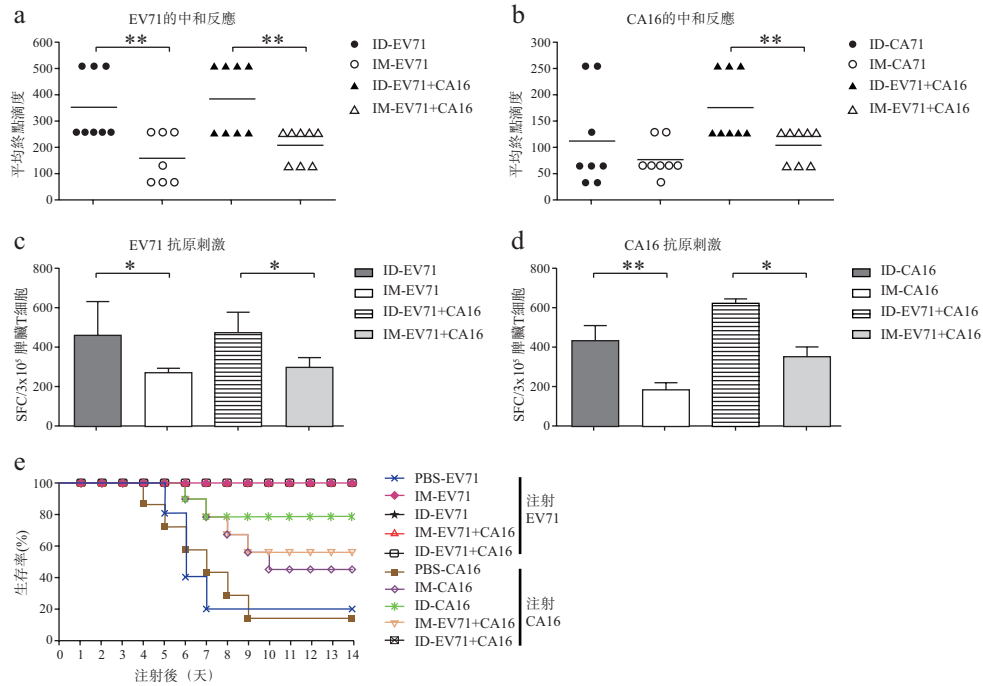 a
EV71的中和反應
平均終點滴度
600
500
400
300
200
100
0
**
**
ID-EV71
IM-EV71
ID-EV71+CA16
IM-EV71+CA16
b
CA16的中和反應
平均終點滴度
300
250
200
150
100
50
0
**
ID-CA71
IM-CA71
ID-EV71+CA16
IM-EV71+CA16
c
EV71 抗原刺激
SFC/3x10⁵ 脾臟T細胞
800
600
400
200
0
*
*
ID-EV71
IM-EV71
ID-EV71+CA16
IM-EV71+CA16
d
CA16 抗原刺激
SFC/3x10⁵ 脾臟T細胞
800
600
400
200
0
**
*
ID-CA16
IM-CA16
ID-EV71+CA16
IM-EV71+CA16
e
生存率(%)
100
80
60
40
20
0
0 1 2 3 4 5 6 7 8 9 10 11 12 13 14
注射後（天）
PBS-EV71
IM-EV71
ID-EV71
IM-EV71+CA16
ID-EV71+CA16
注射
EV71
PBS-CA16
IM-CA16
ID-CA16
IM-EV71+CA16
ID-EV71+CA16
注射
CA16